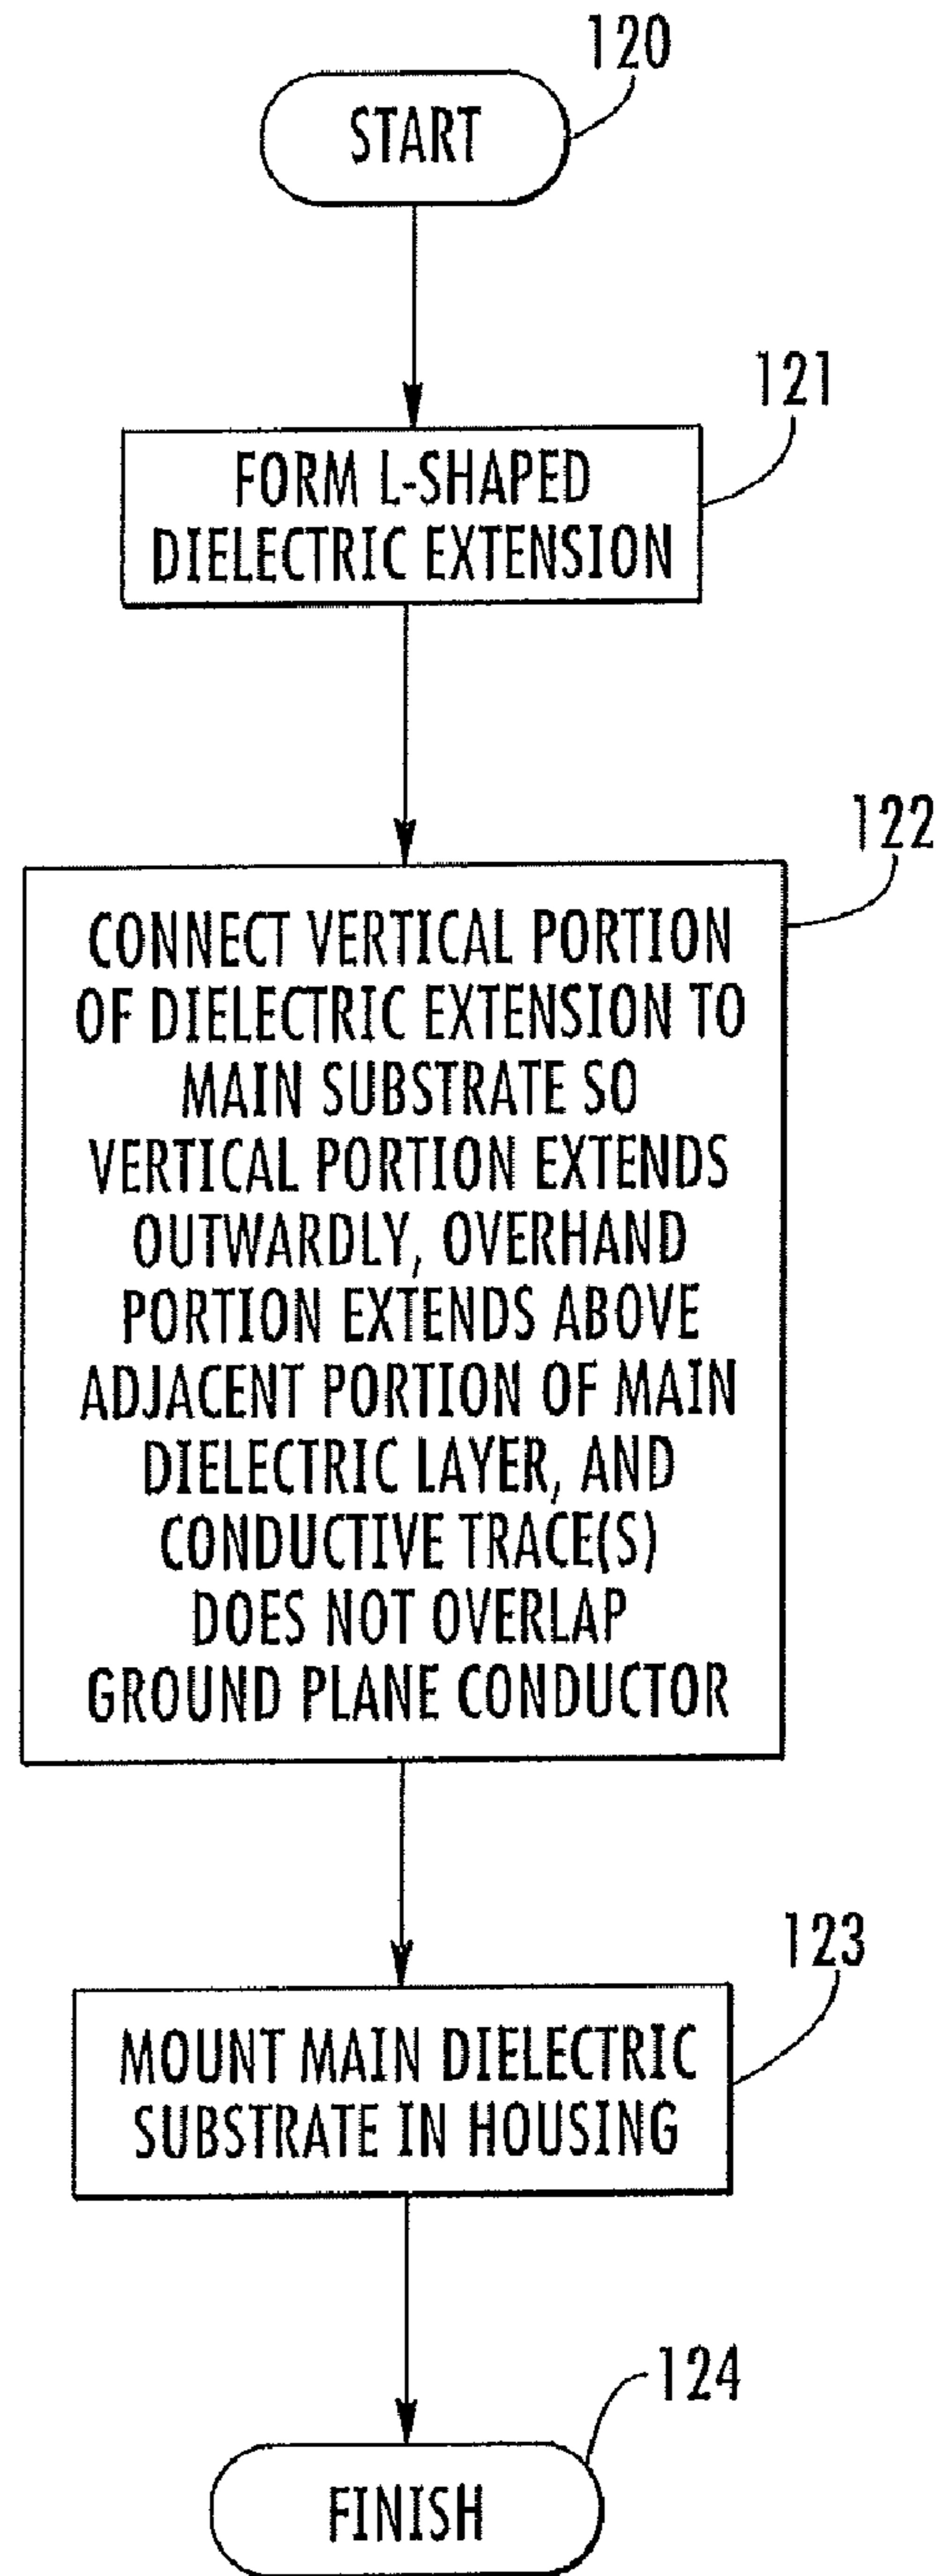 120
START
121
FORM L-SHAPED
DIELECTRIC EXTENSION
122
CONNECT VERTICAL PORTION
OF DIELECTRIC EXTENSION TO
MAIN SUBSTRATE SO
VERTICAL PORTION EXTENDS
OUTWARDLY, OVERHAND
PORTION EXTENDS ABOVE
ADJACENT PORTION OF MAIN
DIELECTRIC LAYER, AND
CONDUCTIVE TRACE(S)
DOES NOT OVERLAP
GROUND PLANE CONDUCTOR
123
MOUNT MAIN DIELECTRIC
SUBSTRATE IN HOUSING
124
FINISH